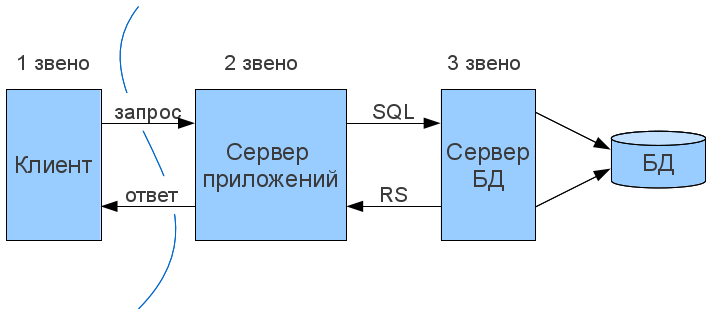 1 звено
2 звено
3 звено
запрос
SQL
Клиент
Сервер
приложений
Сервер
БД
БД
ответ
RS